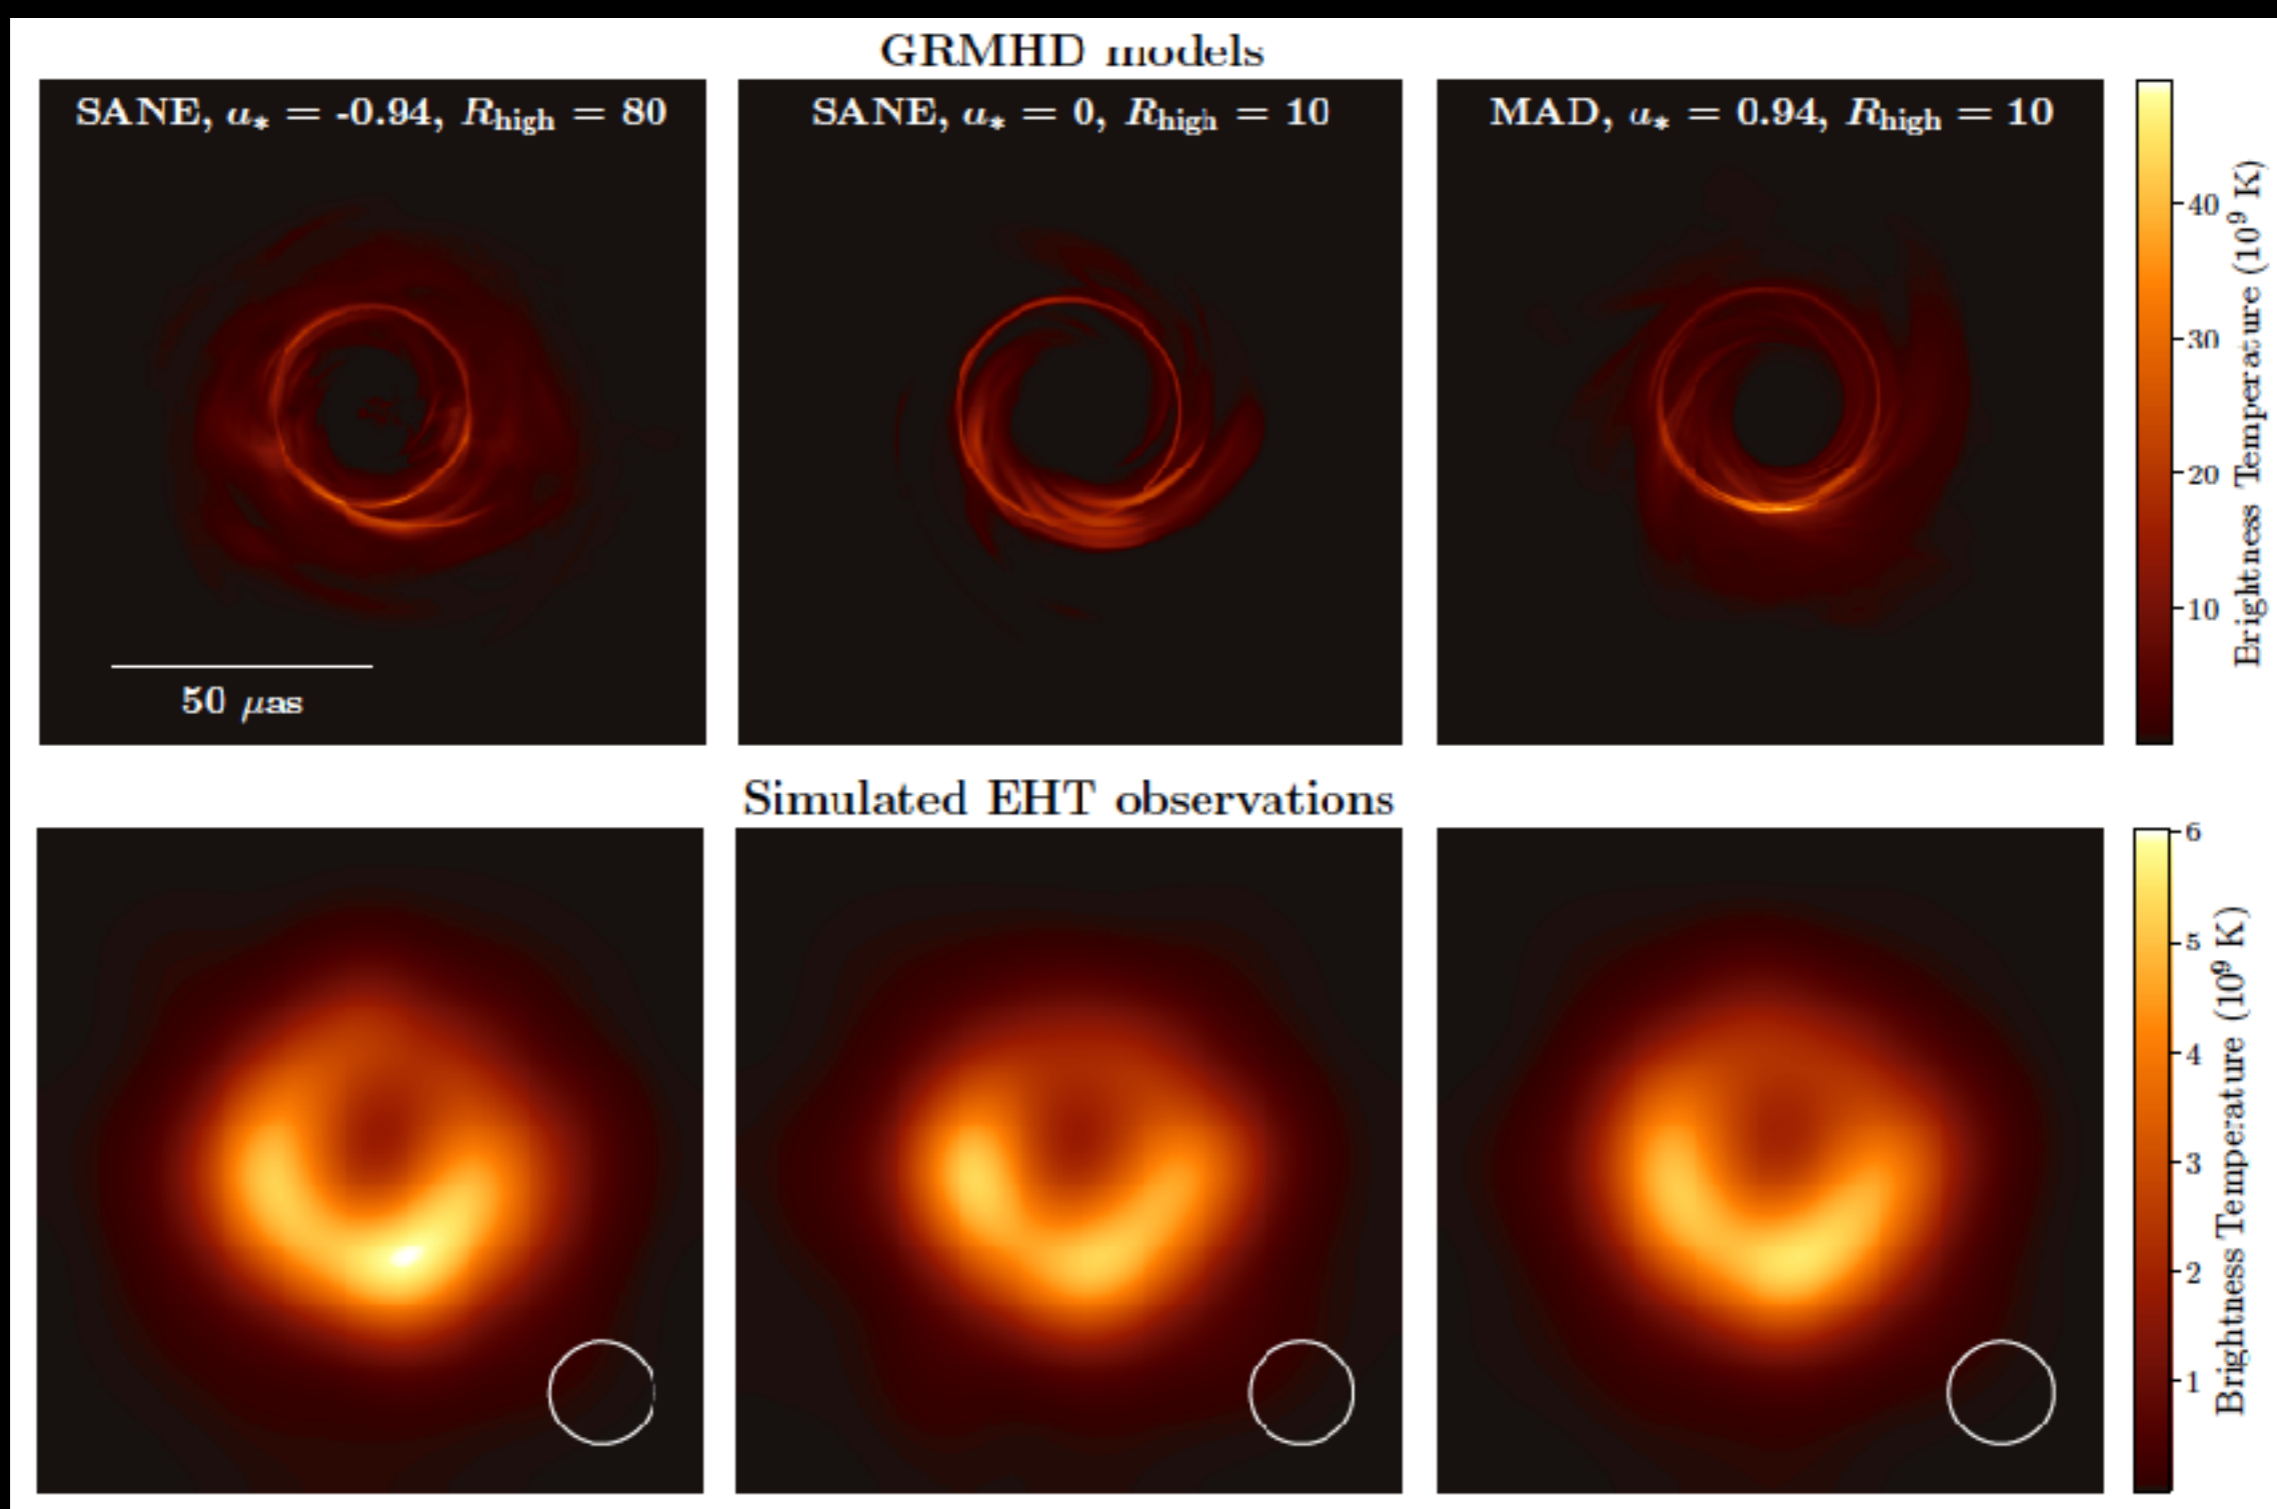 GRMHD models
SANE, a* = -0.94, Rhigh = 80
SANE, a* = 0, Rhigh = 10
MAD, a* = 0.94, Rhigh = 10
50 μas
40
30
20
10
Brightness Temperature (10⁹ K)
Simulated EHT observations
6
5
4
3
2
1
Brightness Temperature (10⁹ K)